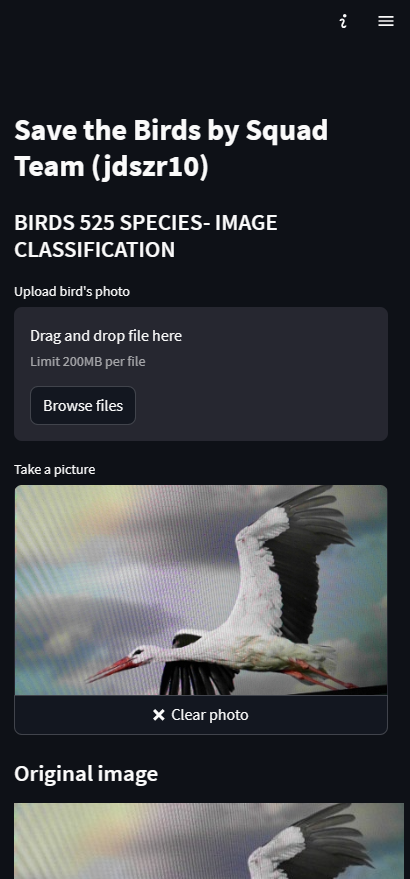 Save the Birds by Squad
Team (jdszr10)
BIRDS 525 SPECIES- IMAGE
CLASSIFICATION
Upload bird's photo
Drag and drop file here
Limit 200MB per file
Browse files
Take a picture
Clear photo
Original image